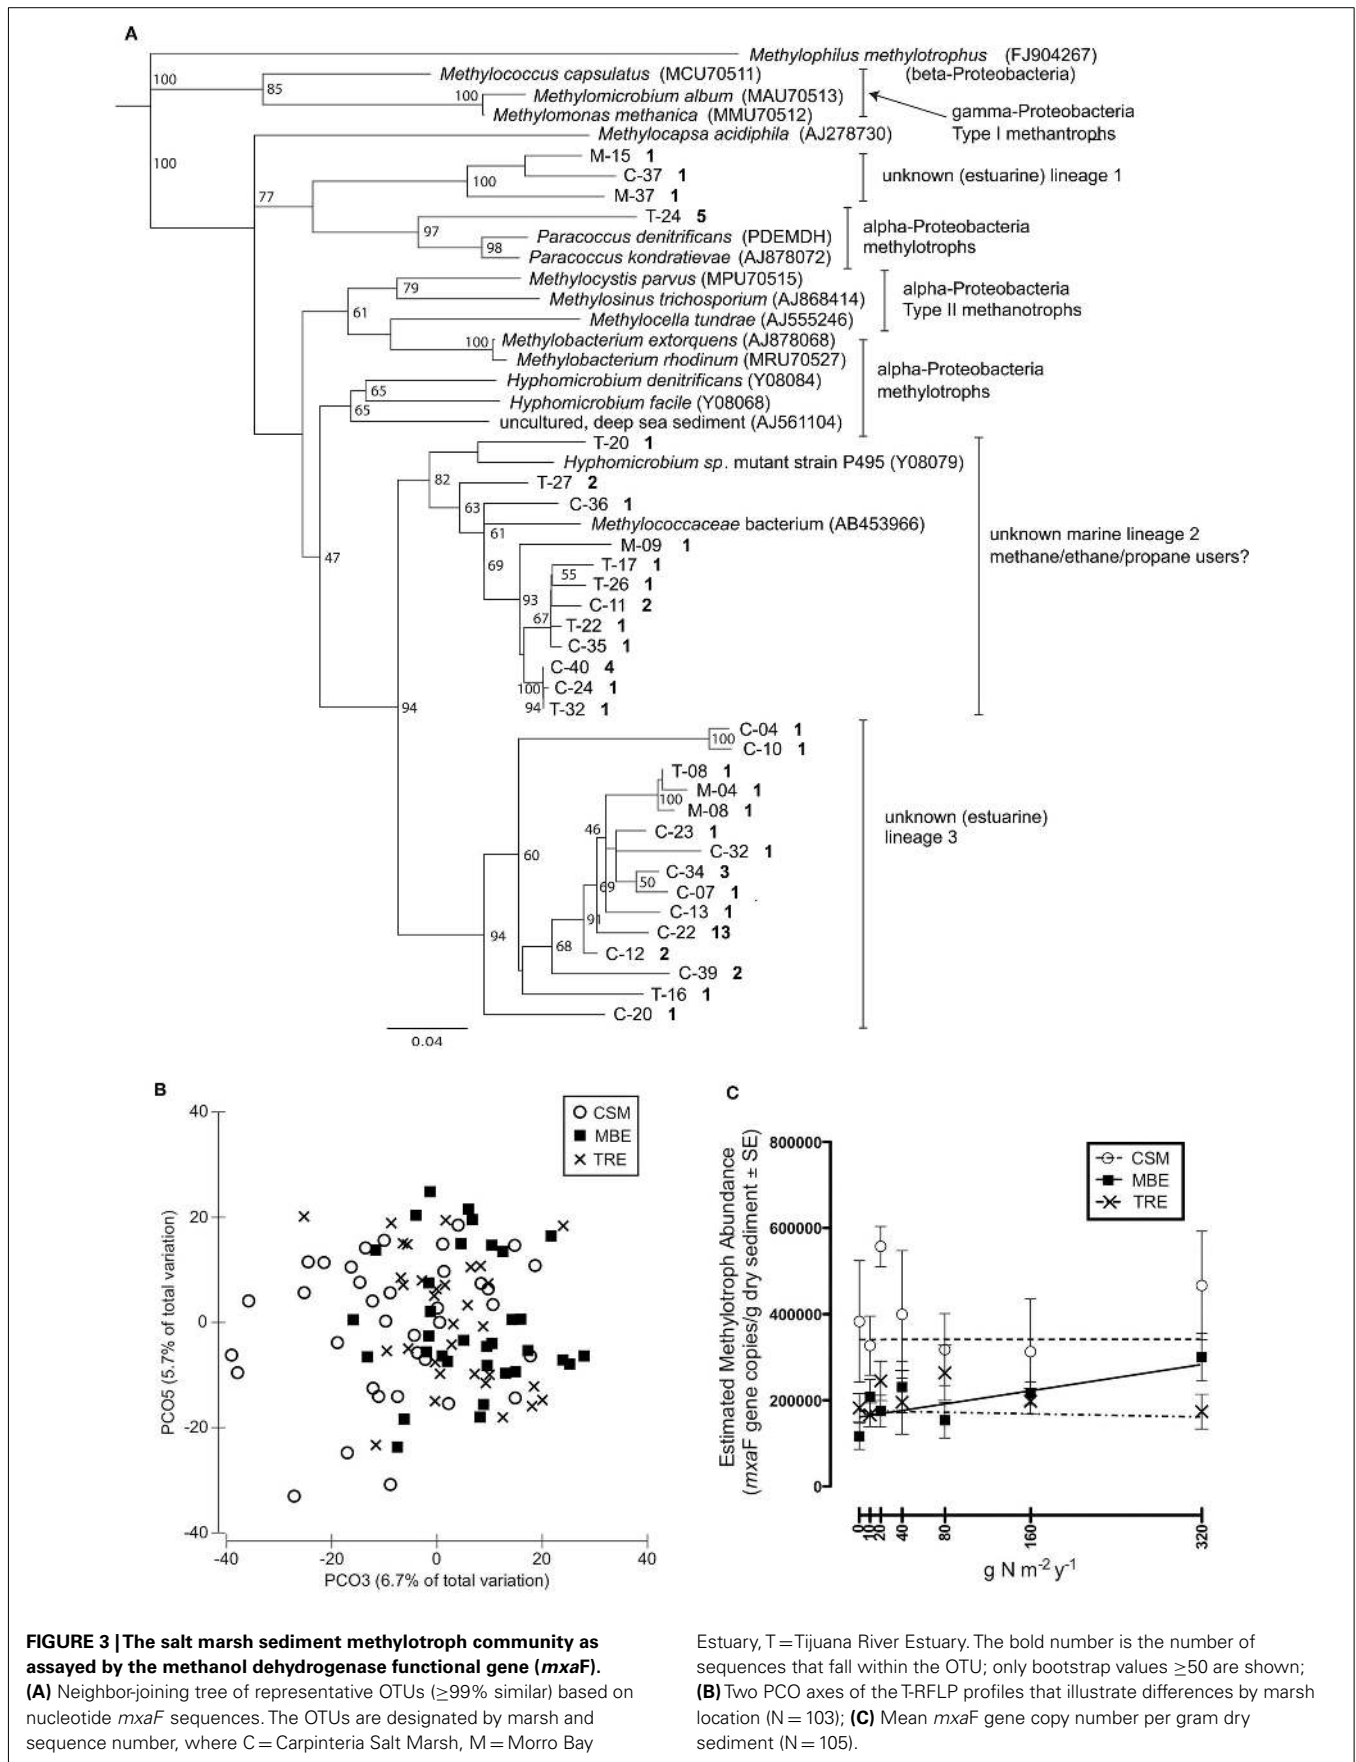 A
Methylophilus methylotrophus (FJ904267)
(beta-Proteobacteria)
100
Methylococcus capsulatus (MCU70511)
85
100
Methylomicrobium album (MAU70513)
Methylomonas methanica (MMU70512)
gamma-Proteobacteria
Type I methantrophs
100
Methylocapsa acidiphila (AJ278730)
77
M-15 1
100
C-37 1
M-37 1
unknown (estuarine) lineage 1
T-24 5
97
Paracoccus denitrificans (PDEMDH)
98
Paracoccus kondratievae (AJ878072)
alpha-Proteobacteria
methylotrophs
Methylocystis parvus (MPU70515)
79
Methylosinus trichosporium (AJ868414)
61
Methylocella tundrae (AJ555246)
alpha-Proteobacteria
Type II methanotrophs
100
Methylobacterium extorquens (AJ878068)
Methylobacterium rhodinum (MRU70527)
Hyphomicrobium denitrificans (Y08084)
65
Hyphomicrobium facile (Y08068)
65
uncultured, deep sea sediment (AJ561104)
alpha-Proteobacteria
methylotrophs
47
T-20 1
Hyphomicrobium sp. mutant strain P495 (Y08079)
82
T-27 2
63
C-36 1
61
Methylococcaceae bacterium (AB453966)
M-09 1
69
T-17 1
55
T-26 1
93
C-11 2
67
T-22 1
C-35 1
C-40 4
100
C-24 1
94
T-32 1
unknown marine lineage 2
methane/ethane/propane users?
94
C-04 1
100
C-10 1
T-08 1
M-04 1
100
M-08 1
46
C-23 1
60
C-32 1
C-34 3
69
50
C-07 1
C-13 1
91
C-22 13
94
68
C-12 2
C-39 2
T-16 1
C-20 1
unknown (estuarine)
lineage 3
0.04
B
CSM
MBE
TRE
40
20
0
-20
-40
PCO5 (5.7% of total variation)
-40 -20 0 20 40
PCO3 (6.7% of total variation)
C
CSM
MBE
TRE
Estimated Methylotroph Abundance
(mxaF gene copies/g dry sediment ± SE)
800000
600000
400000
200000
0
0 10 20 40 80 160 320
g N m-2 y-1
FIGURE 3 | The salt marsh sediment methylotroph community as
assayed by the methanol dehydrogenase functional gene (mxaF).
(A) Neighbor-joining tree of representative OTUs (≥99% similar) based on
nucleotide mxaF sequences. The OTUs are designated by marsh and
sequence number, where C = Carpinteria Salt Marsh, M = Morro Bay
Estuary, T = Tijuana River Estuary. The bold number is the number of
sequences that fall within the OTU; only bootstrap values ≥50 are shown;
(B) Two PCO axes of the T-RFLP profiles that illustrate differences by marsh
location (N = 103); (C) Mean mxaF gene copy number per gram dry
sediment (N = 105).